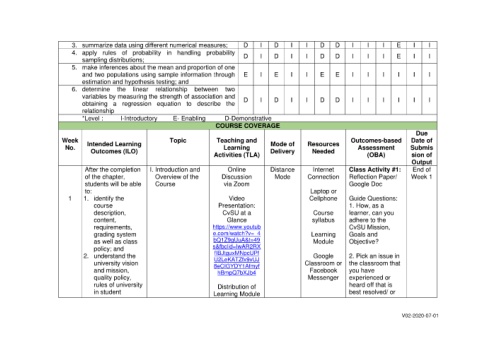 3. summarize data using different numerical measures; D I D I I D D I I I E I I
4. apply rules of probability in handling probability
sampling distributions; D I D I I D D I I I E I I
5. make inferences about the mean and proportion of one
and two populations using sample information through
estimation and hypothesis testing; and E I E I I E E I I I I I I
6. determine the linear relationship between two
variables by measuring the strength of association and
obtaining a regression equation to describe the
relationship D I D I I D D I I I I I I
*Level : I-Introductory E- Enabling D-Demonstrative
COURSE COVERAGE
Week No.
Intended Learning Outcomes (ILO)
Topic
Teaching and Learning Activities (TLA)
Mode of Delivery
Resources Needed
Outcomes-based Assessment (OBA)
Due Date of Submission of Output
1
After the completion
of the chapter,
students will be able
to:
1. identify the
course
description,
content,
requirements,
grading system
as well as class
policy; and
2. understand the
university vision
and mission,
quality policy,
rules of university
in student
I. Introduction and
Overview of the
Course
Online
Discussion
via Zoom
Video
Presentation:
CvSU at a
Glance
https://www.youtub
Distribution of
Learning Module
Distance
Mode
Internet
Connection
Laptop or
Cellphone
Course
syllabus
Learning
Module
Google
Classroom or
Facebook
Messenger
Class Activity #1:
Reflection Paper/
Google Doc
Guide Questions:
1. How, as a
learner, can you
adhere to the
CvSU Mission,
Goals and
Objective?
2. Pick an issue in
the classroom that
you have
experienced or
heard off that is
best resolved/ or
End of
Week 1
V02-2020-57-01